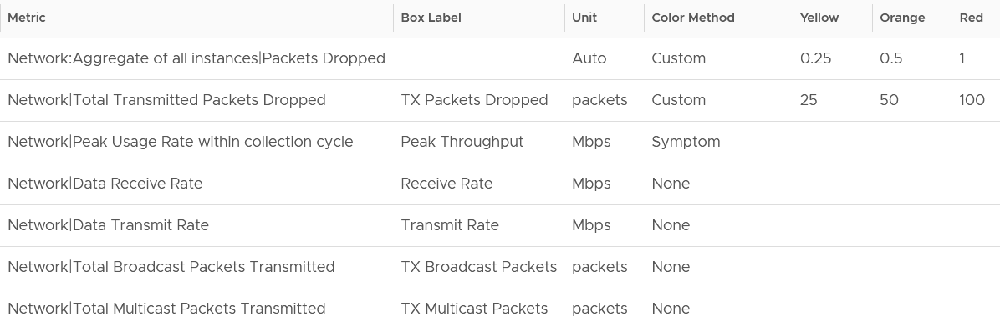 Metric Box Label Unit Color Method Yellow Orange Red
Network:Aggregate of all instances|Packets Dropped Auto Custom 0.25 0.5 1
Network|Total Transmitted Packets Dropped TX Packets Dropped packets Custom 25 50 100
Network|Peak Usage Rate within collection cycle Peak Throughput Mbps Symptom
Network|Data Receive Rate Receive Rate Mbps None
Network|Data Transmit Rate Transmit Rate Mbps None
Network|Total Broadcast Packets Transmitted TX Broadcast Packets packets None
Network|Total Multicast Packets Transmitted TX Multicast Packets packets None